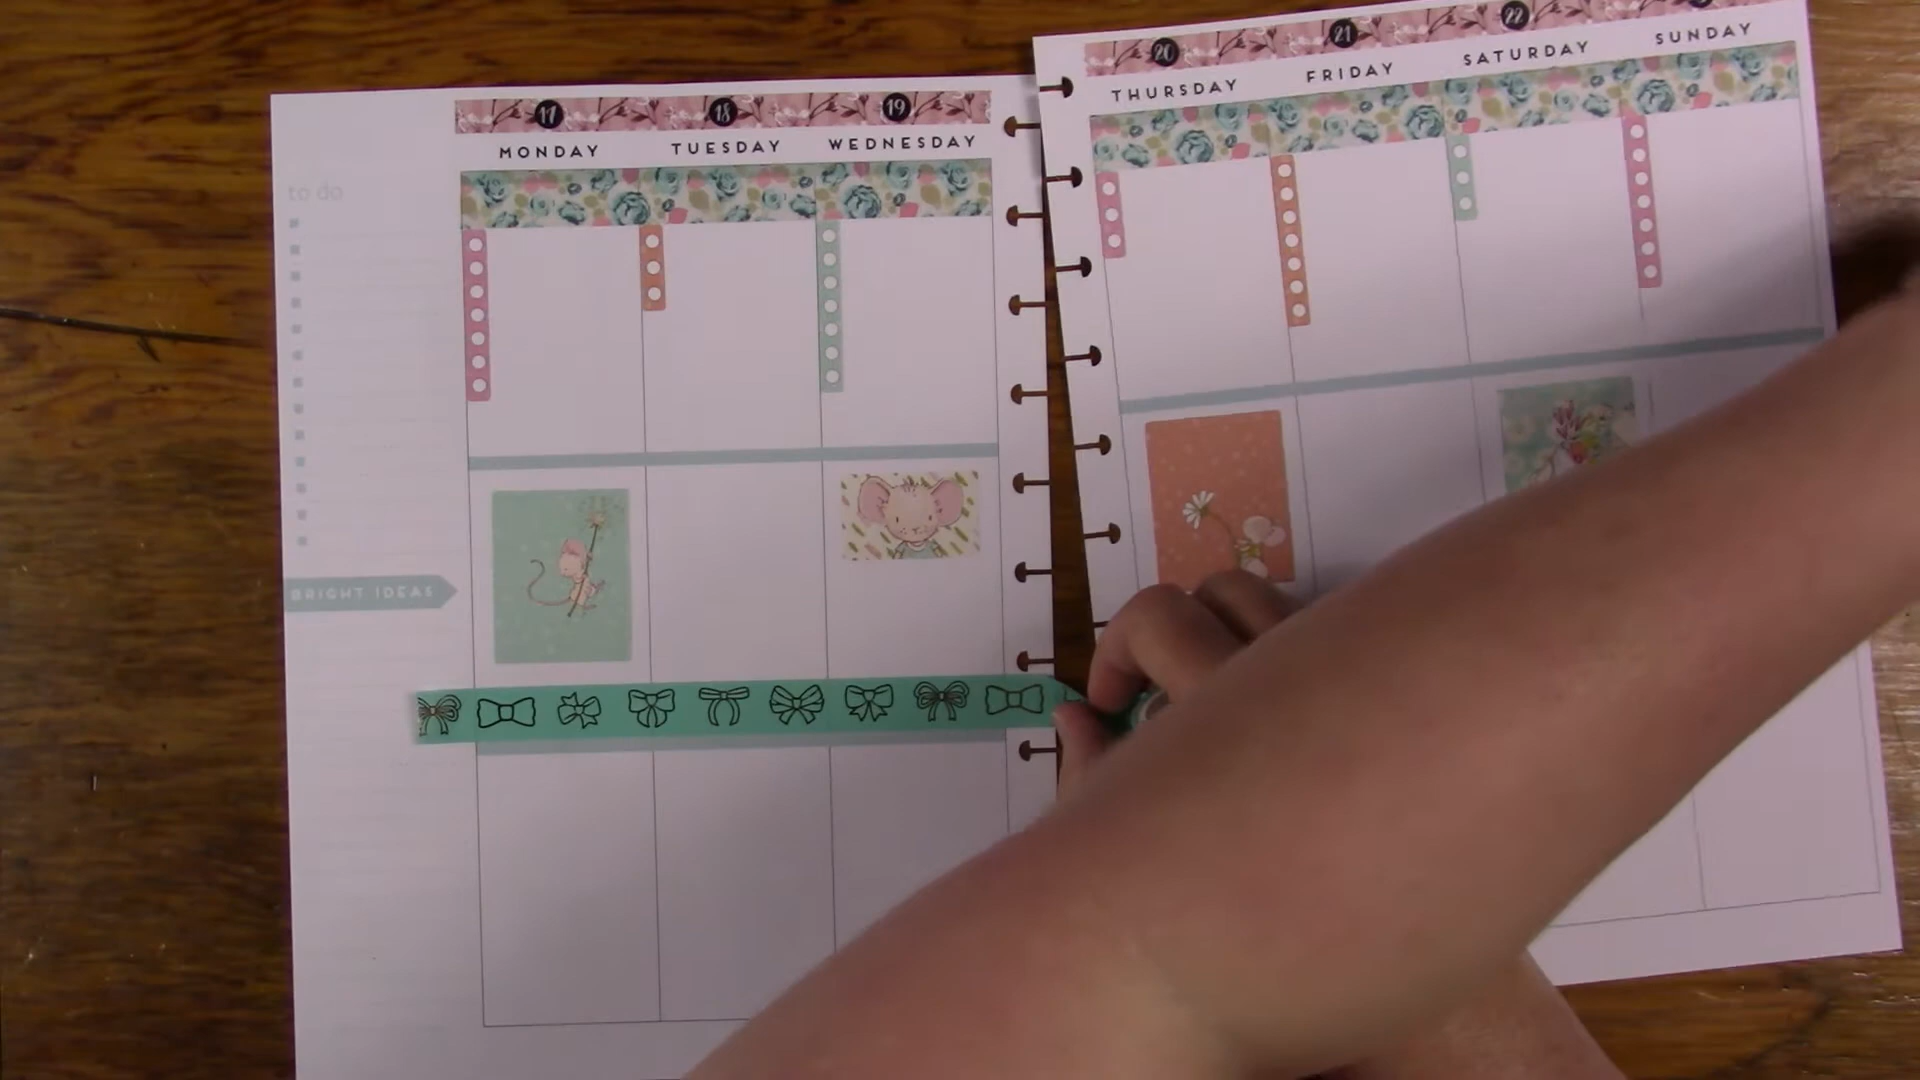 17 18 19
MONDAY TUESDAY WEDNESDAY
to do
BRIGHT IDEAS
20 21 22
THURSDAY FRIDAY SATURDAY SUNDAY